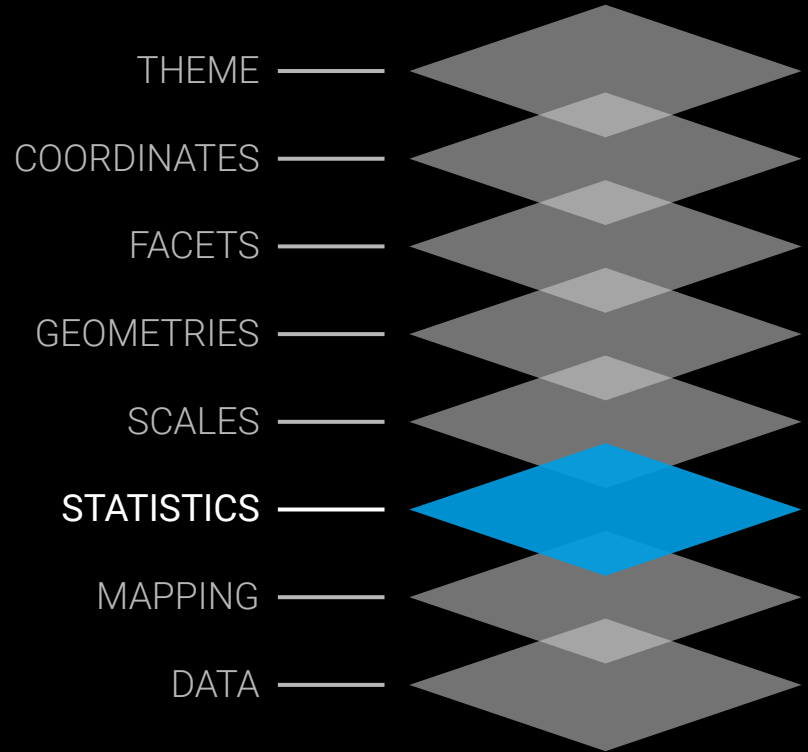 THEME
COORDINATES
FACETS
GEOMETRIES
SCALES
STATISTICS
MAPPING
DATA